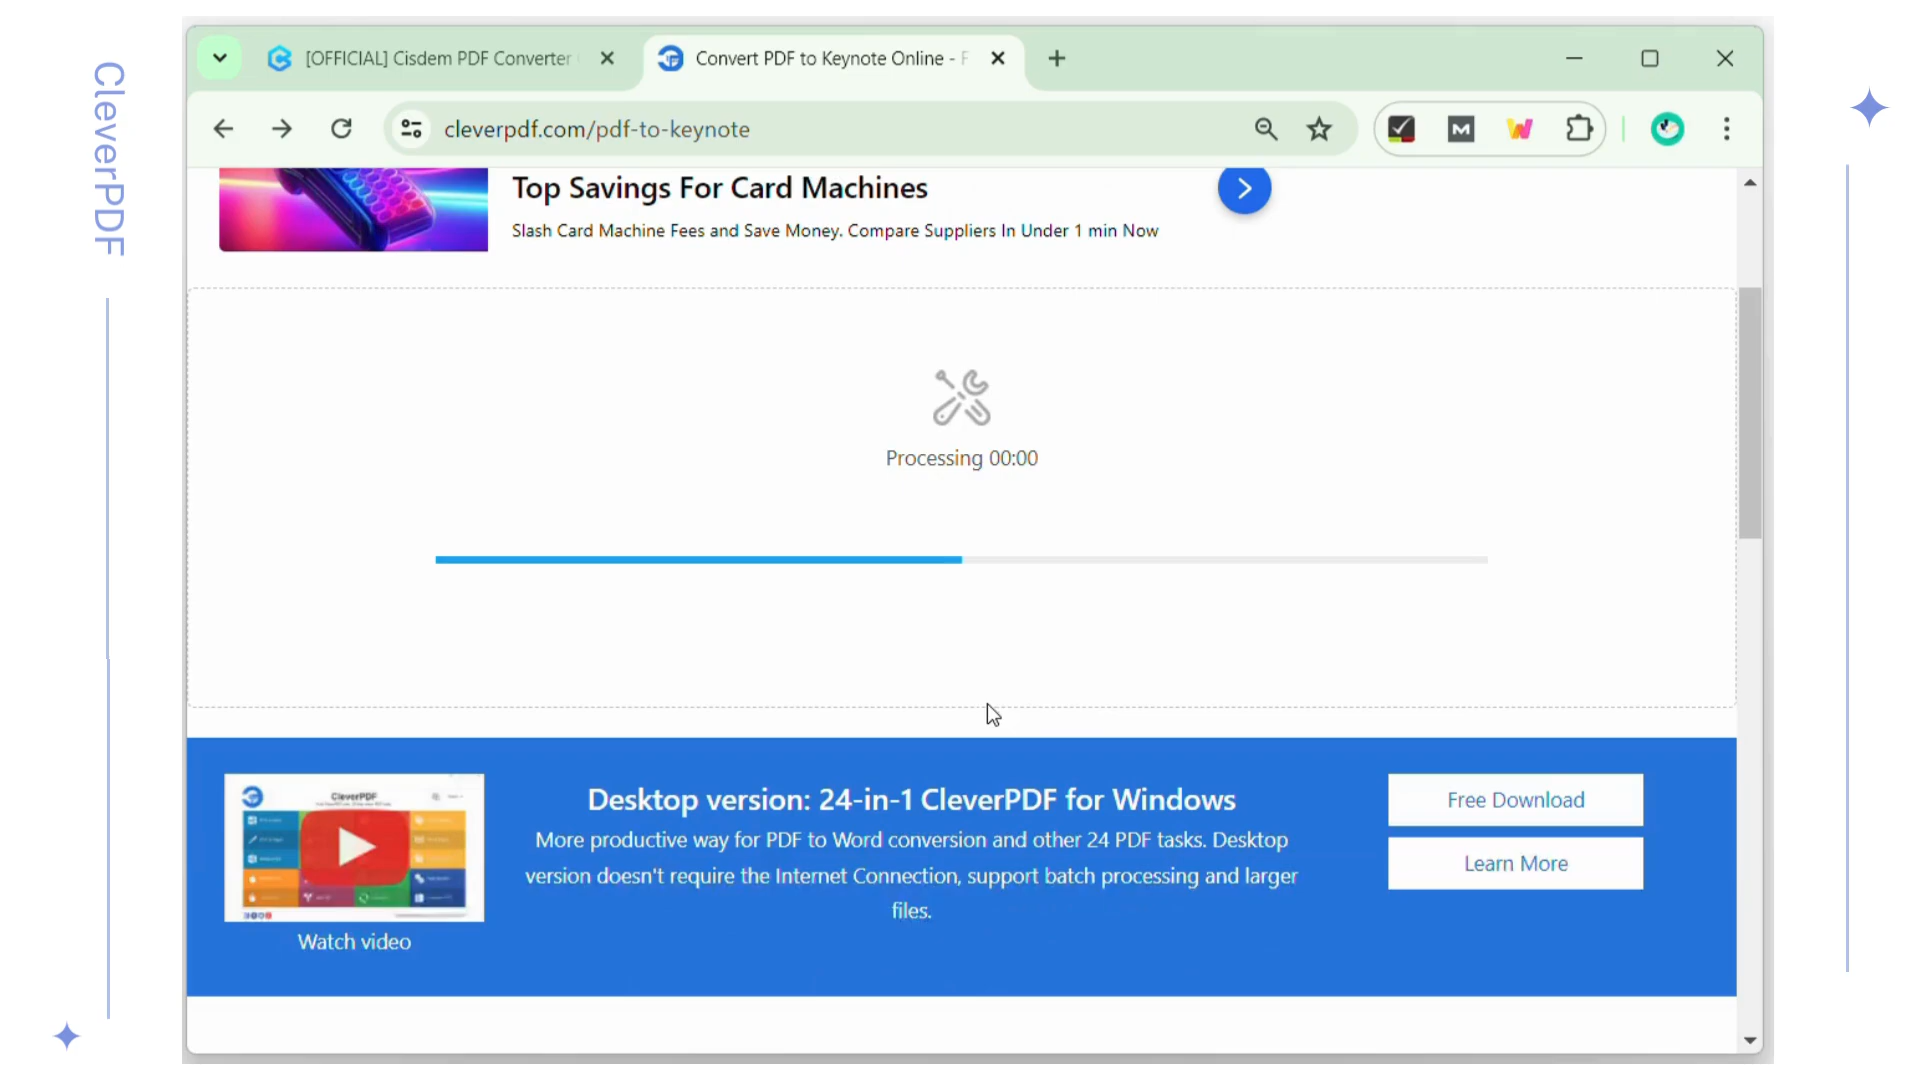 CleverPDF
[OFFICIAL] Cisdem PDF Converter
Convert PDF to Keynote Online - F
cleverpdf.com/pdf-to-keynote
Top Savings For Card Machines
Slash Card Machine Fees and Save Money. Compare Suppliers In Under 1 min Now
Processing 00:00
CleverPDF
Watch video
Desktop version: 24-in-1 CleverPDF for Windows
More productive way for PDF to Word conversion and other 24 PDF tasks. Desktop
version doesn't require the Internet Connection, support batch processing and larger
files.
Free Download
Learn More